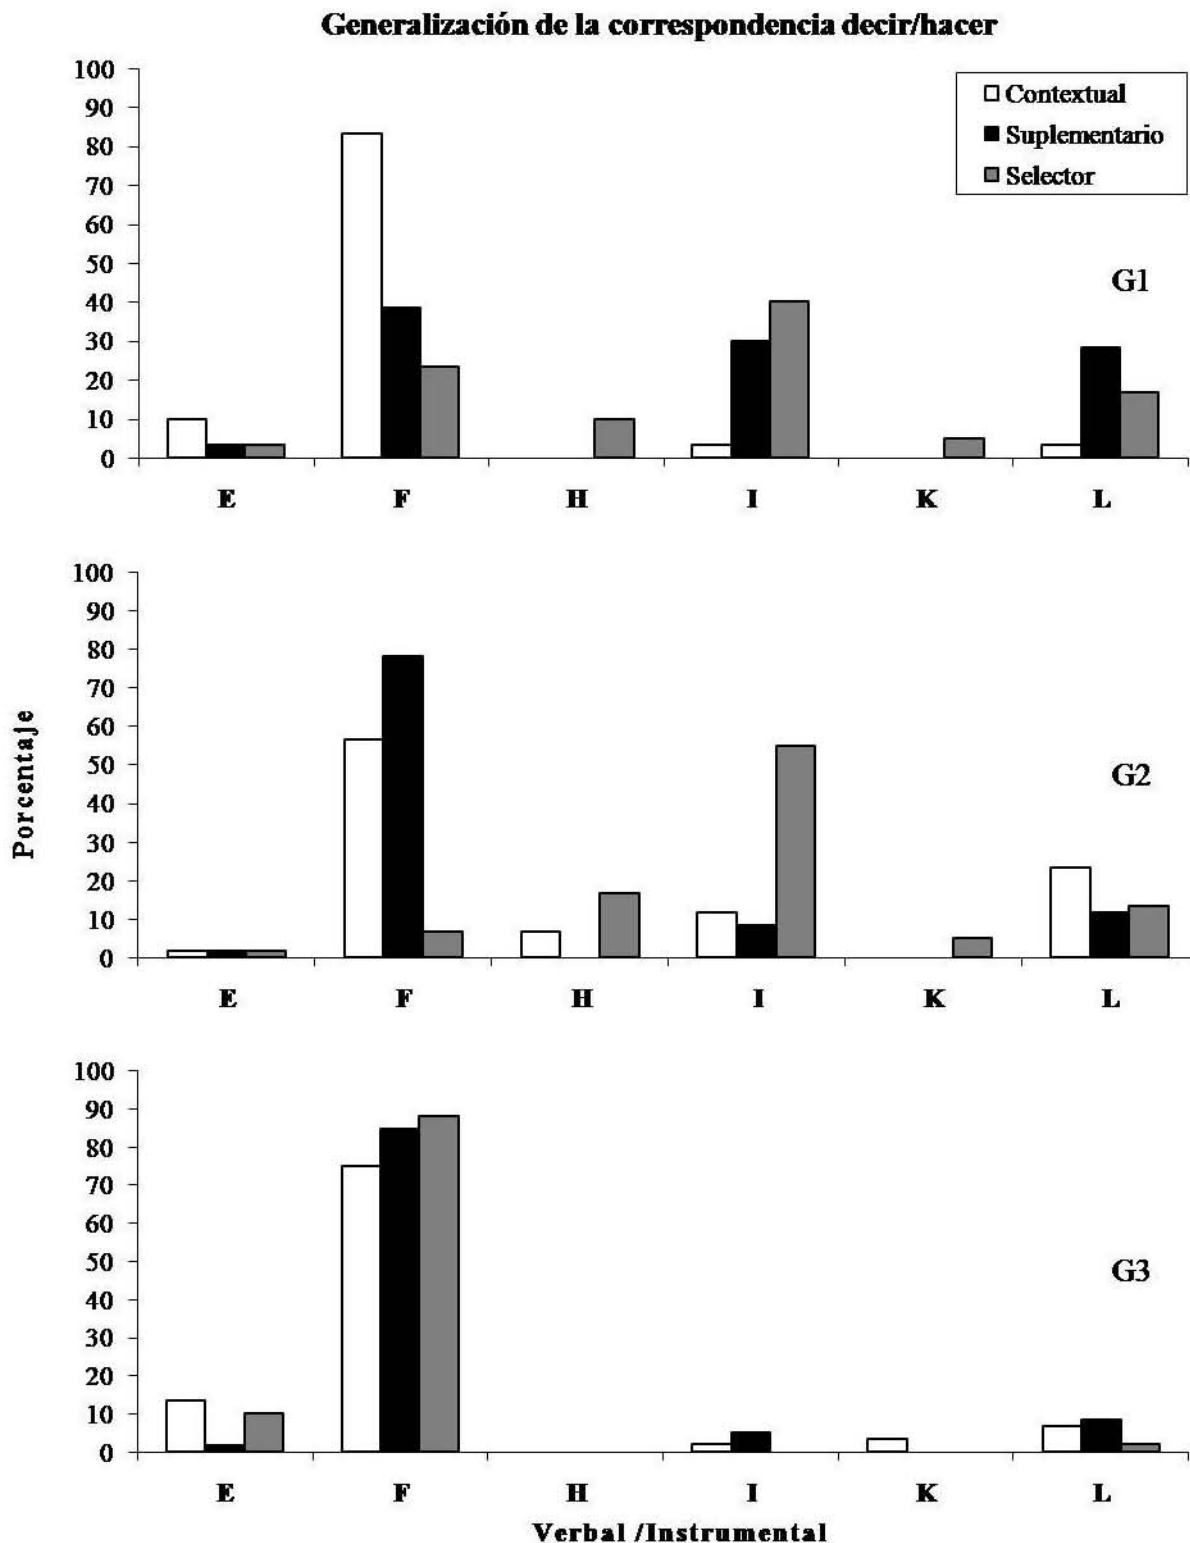 Generalización de la correspondencia decir/hacer
100
90
80
70
60
50
40
30
20
10
0
Contextual
Suplementario
Selector
G1
E F H I K L
Porcentaje
100
90
80
70
60
50
40
30
20
10
0
G2
E F H I K L
100
90
80
70
60
50
40
30
20
10
0
G3
E F H I K L
Verbal /Instrumental